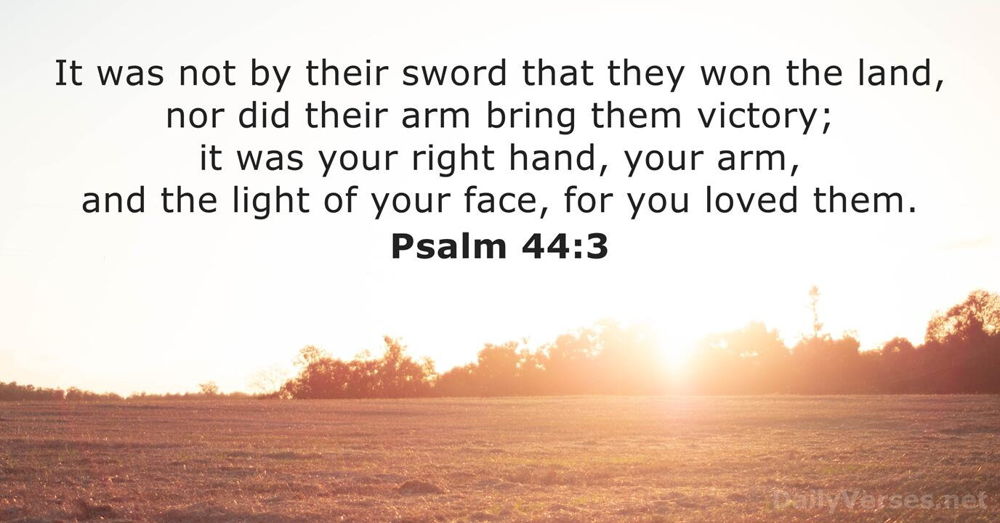 It was not by their sword that they won the land,
nor did their arm bring them victory;
it was your right hand, your arm,
and the light of your face, for you loved them.
Psalm 44:3
DailyVerses.net